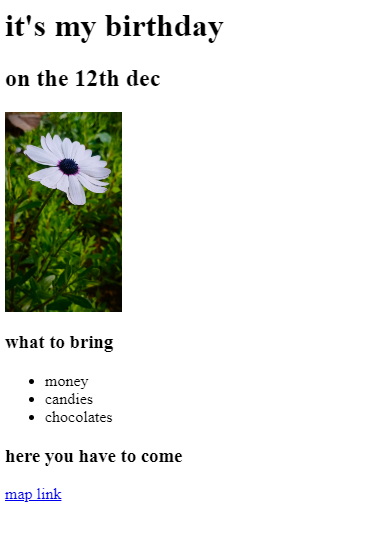 it's my birthday
on the 12th dec
what to bring
money
candies
chocolates
here you have to come
map link